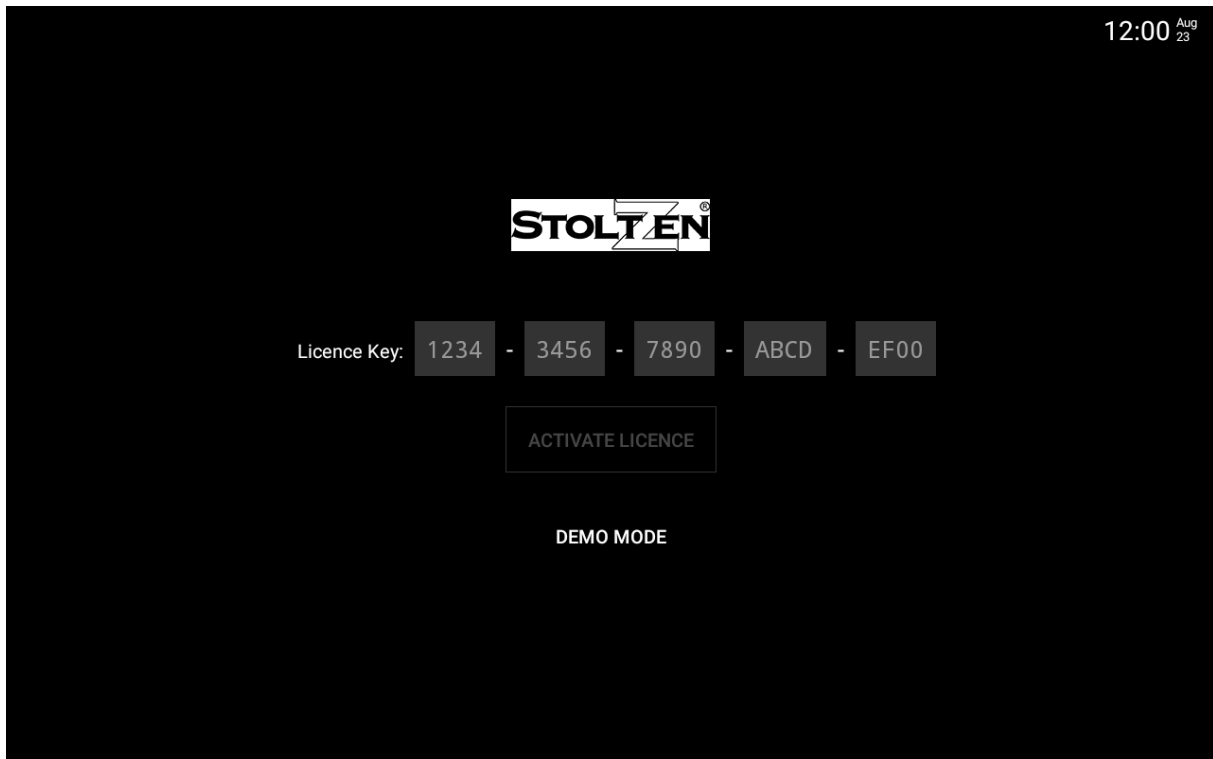 12:00 Aug 23
STOLTZEN®
Licence Key: 1234 - 3456 - 7890 - ABCD - EF00
ACTIVATE LICENCE
DEMO MODE